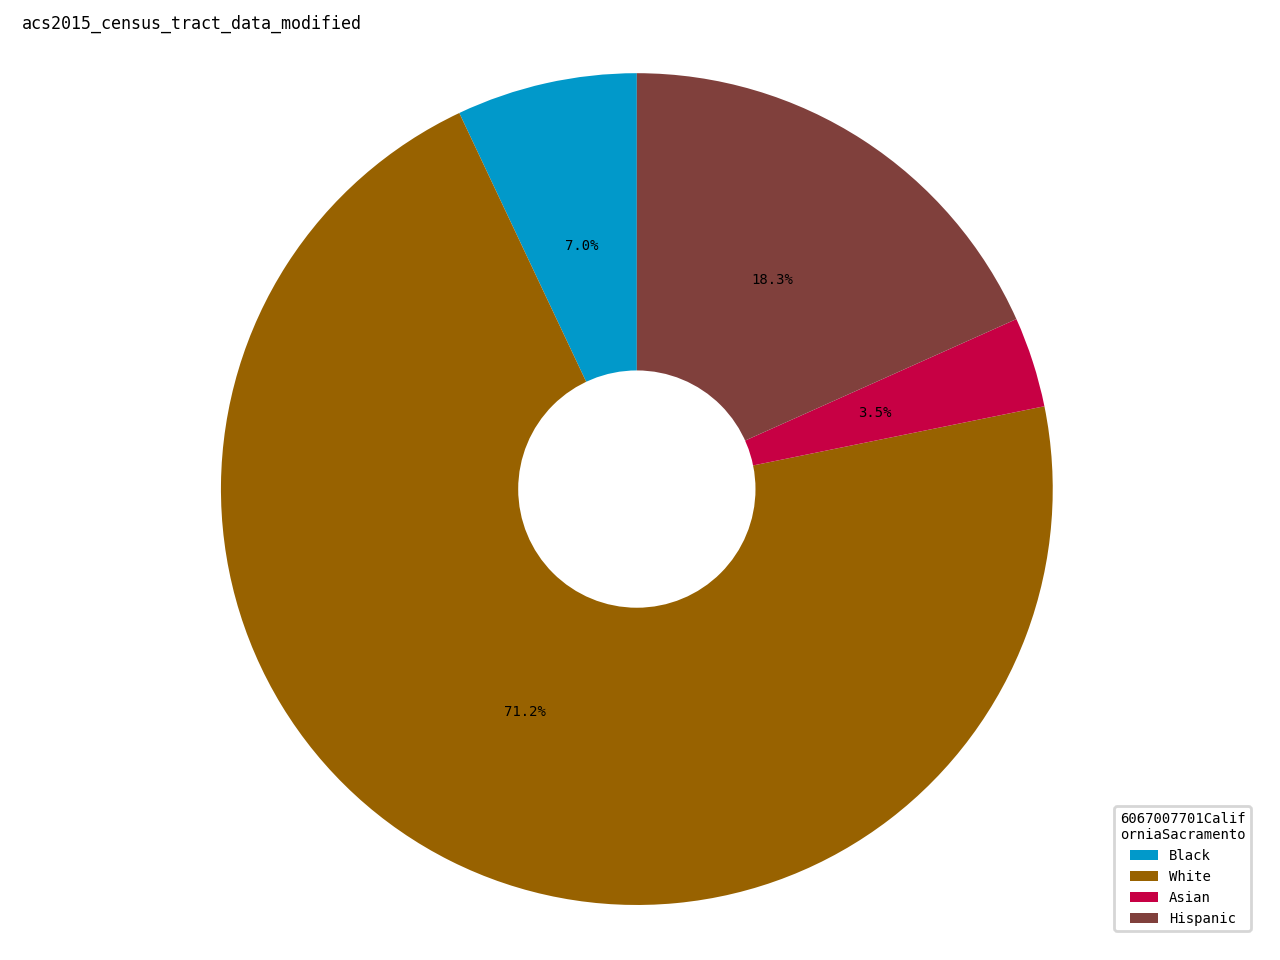 acs2015_census_tract_data_modified
7.0%
18.3%
3.5%
71.2%
6067007701Calif
orniaSacramento
Black
White
Asian
Hispanic